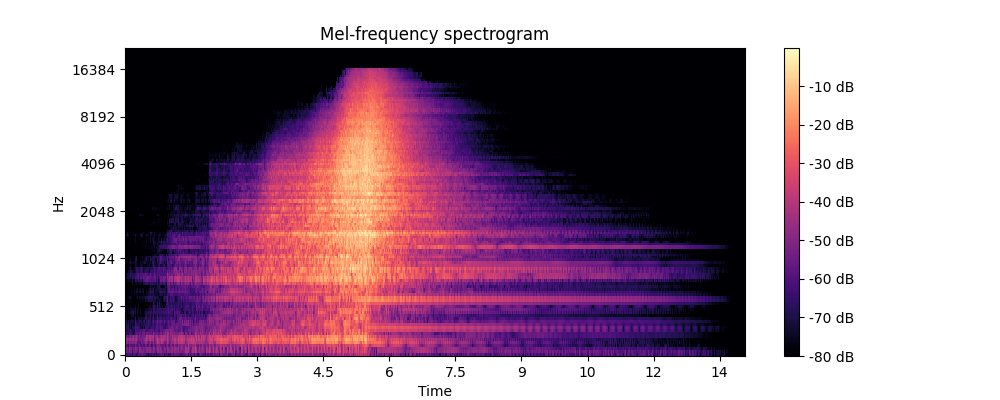 Mel-frequency spectrogram
16384
8192
4096
2048
1024
512
0
Hz
0 1.5 3 4.5 6 7.5 9 10 12 14
Time
-10 dB
-20 dB
-30 dB
-40 dB
-50 dB
-60 dB
-70 dB
-80 dB